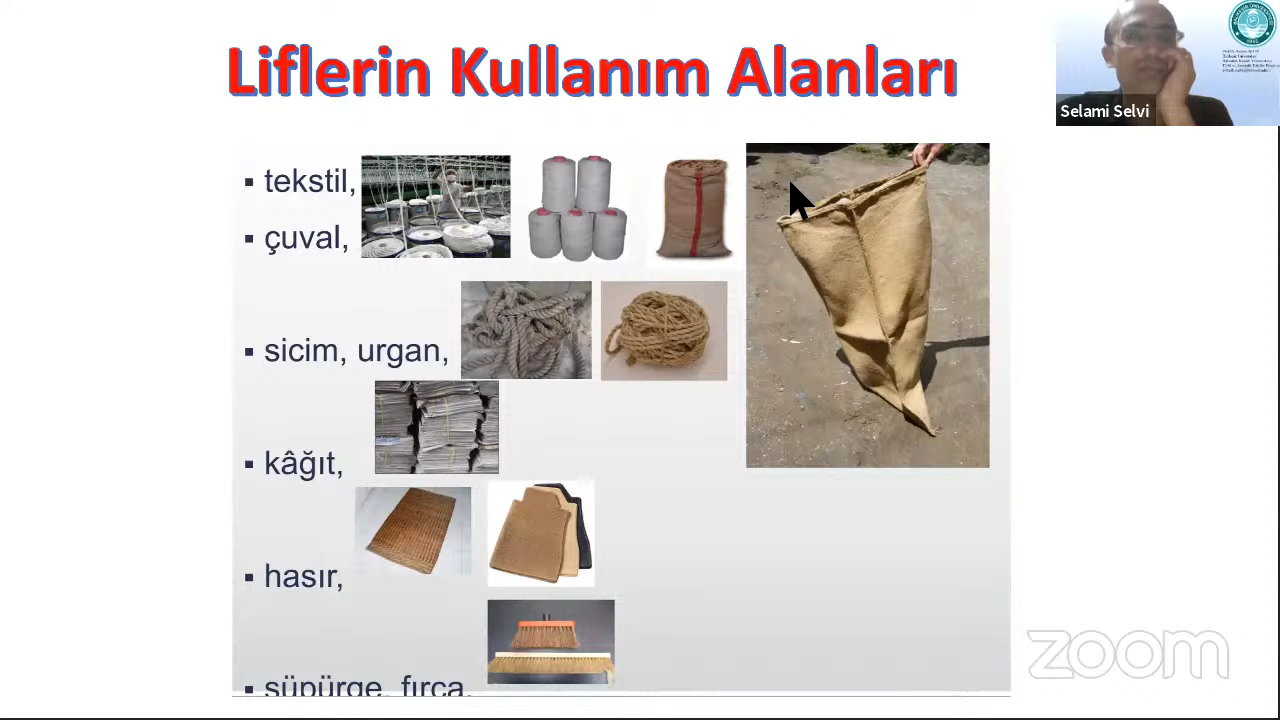 Liflerin Kullanım Alanları
▪ tekstil,
▪ çuval,
▪ sicim, urgan,
▪ kâğıt,
▪ hasır,
▪ süpürge, fırça,
Selami Selvi
zoom